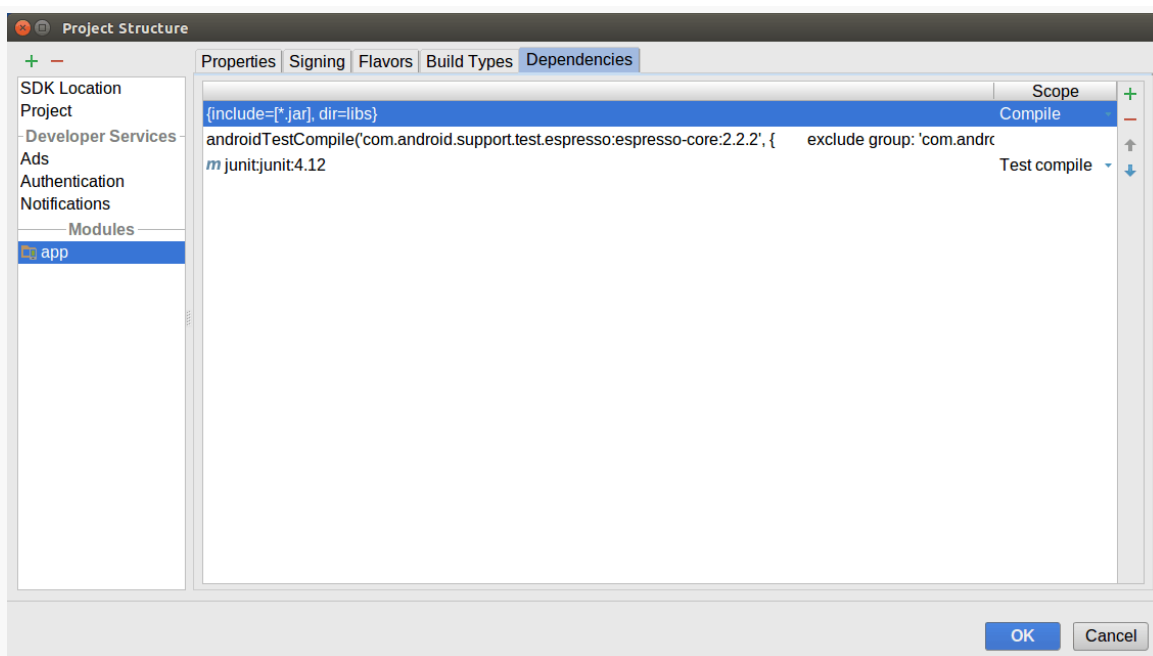 Project Structure
Properties Signing Flavors Build Types Dependencies
SDK Location
Project
Developer Services
Ads
Authentication
Notifications
Modules
app
Scope
{include=[*.jar], dir=libs} Compile
androidTestCompile('com.android.support.test.espresso:espresso-core:2.2.2', { exclude group: 'com.andrc
m junit:junit:4.12 Test compile
OK Cancel